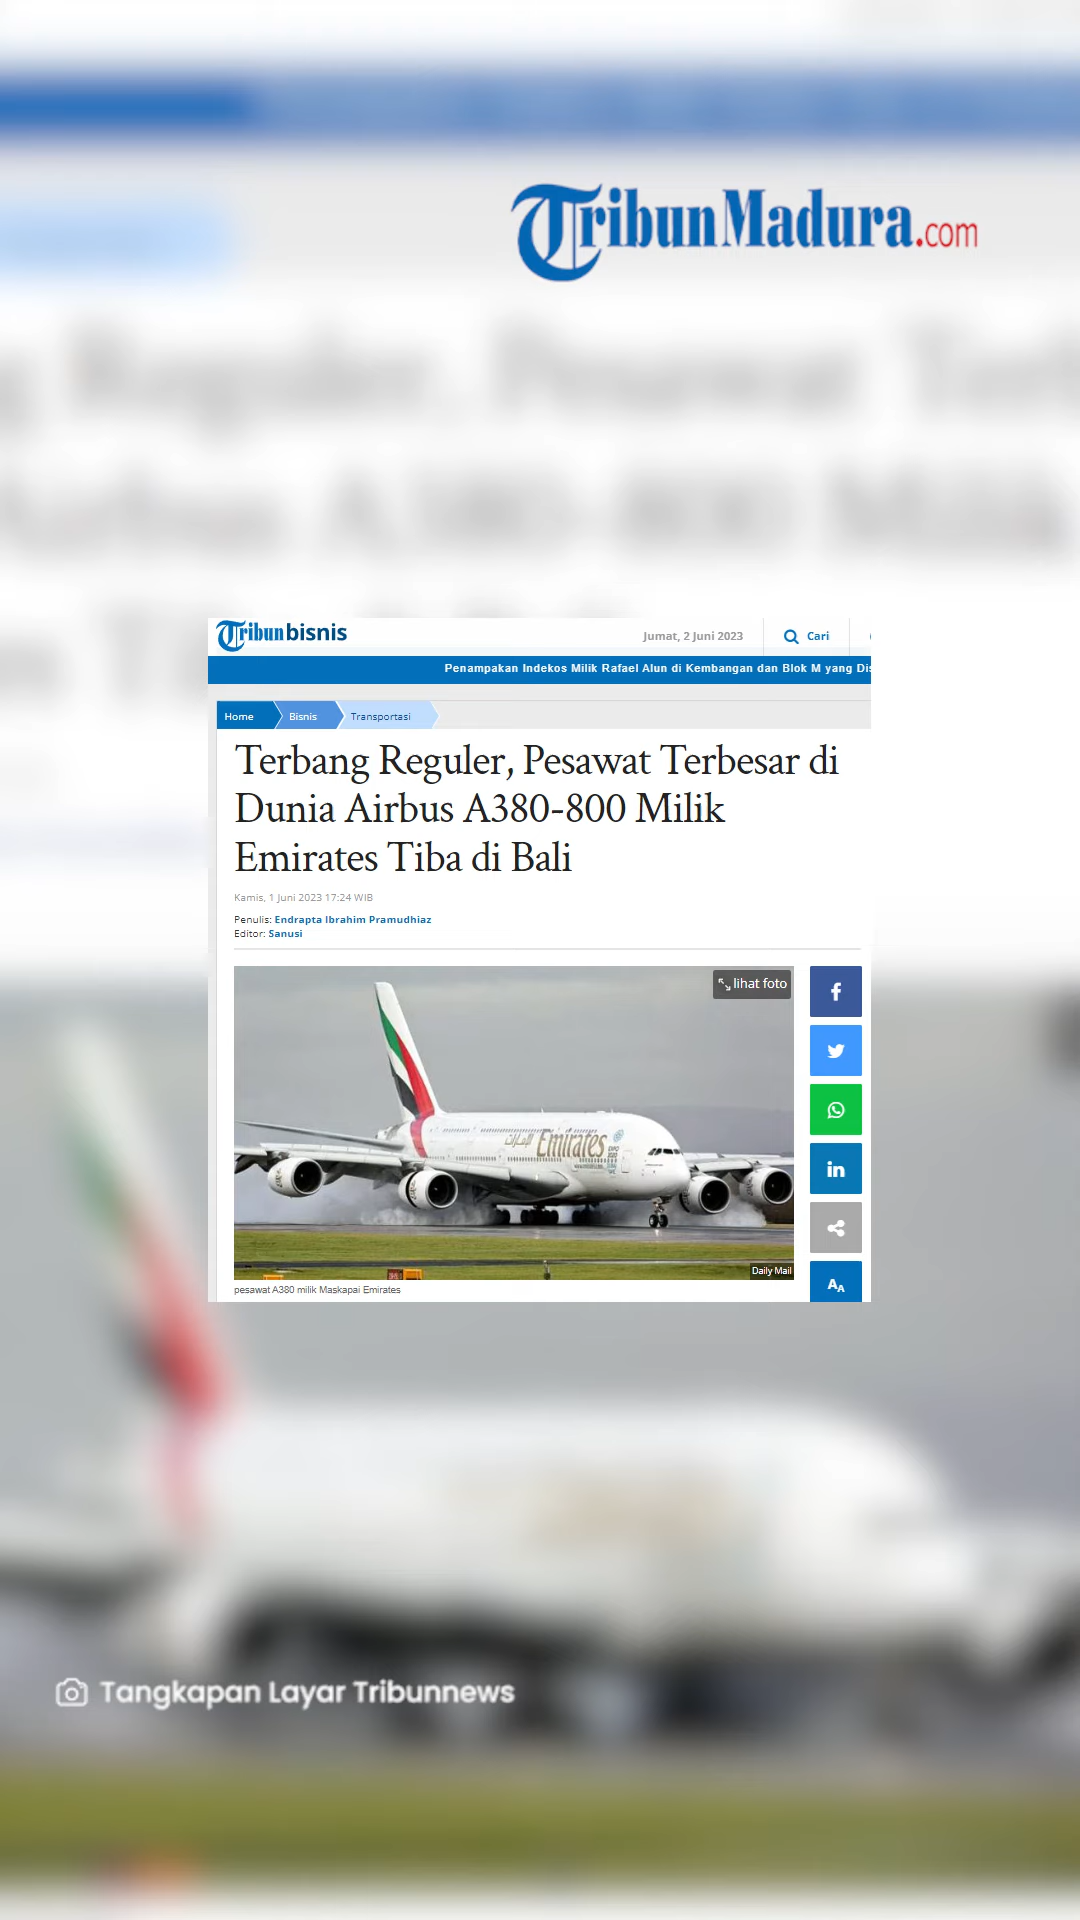 TribunMadura.com
Tribunbisnis
Jumat, 2 Juni 2023
Cari
Penampakan Indekos Milik Rafael Alun di Kembangan dan Blok M yang
Home
Bisnis
Transportasi
Terbang Reguler, Pesawat Terbesar di
Dunia Airbus A380-800 Milik
Emirates Tiba di Bali
Kamis, 1 Juni 2023 17:24 WIB
Penulis: Endrapta Ibrahim Pramudhiaz
Editor: Sanusi
lihat foto
Emirates
Daily Mail
pesawat A380 milik Maskapai Emirates
AA
Tangkapan Layar Tribunnews